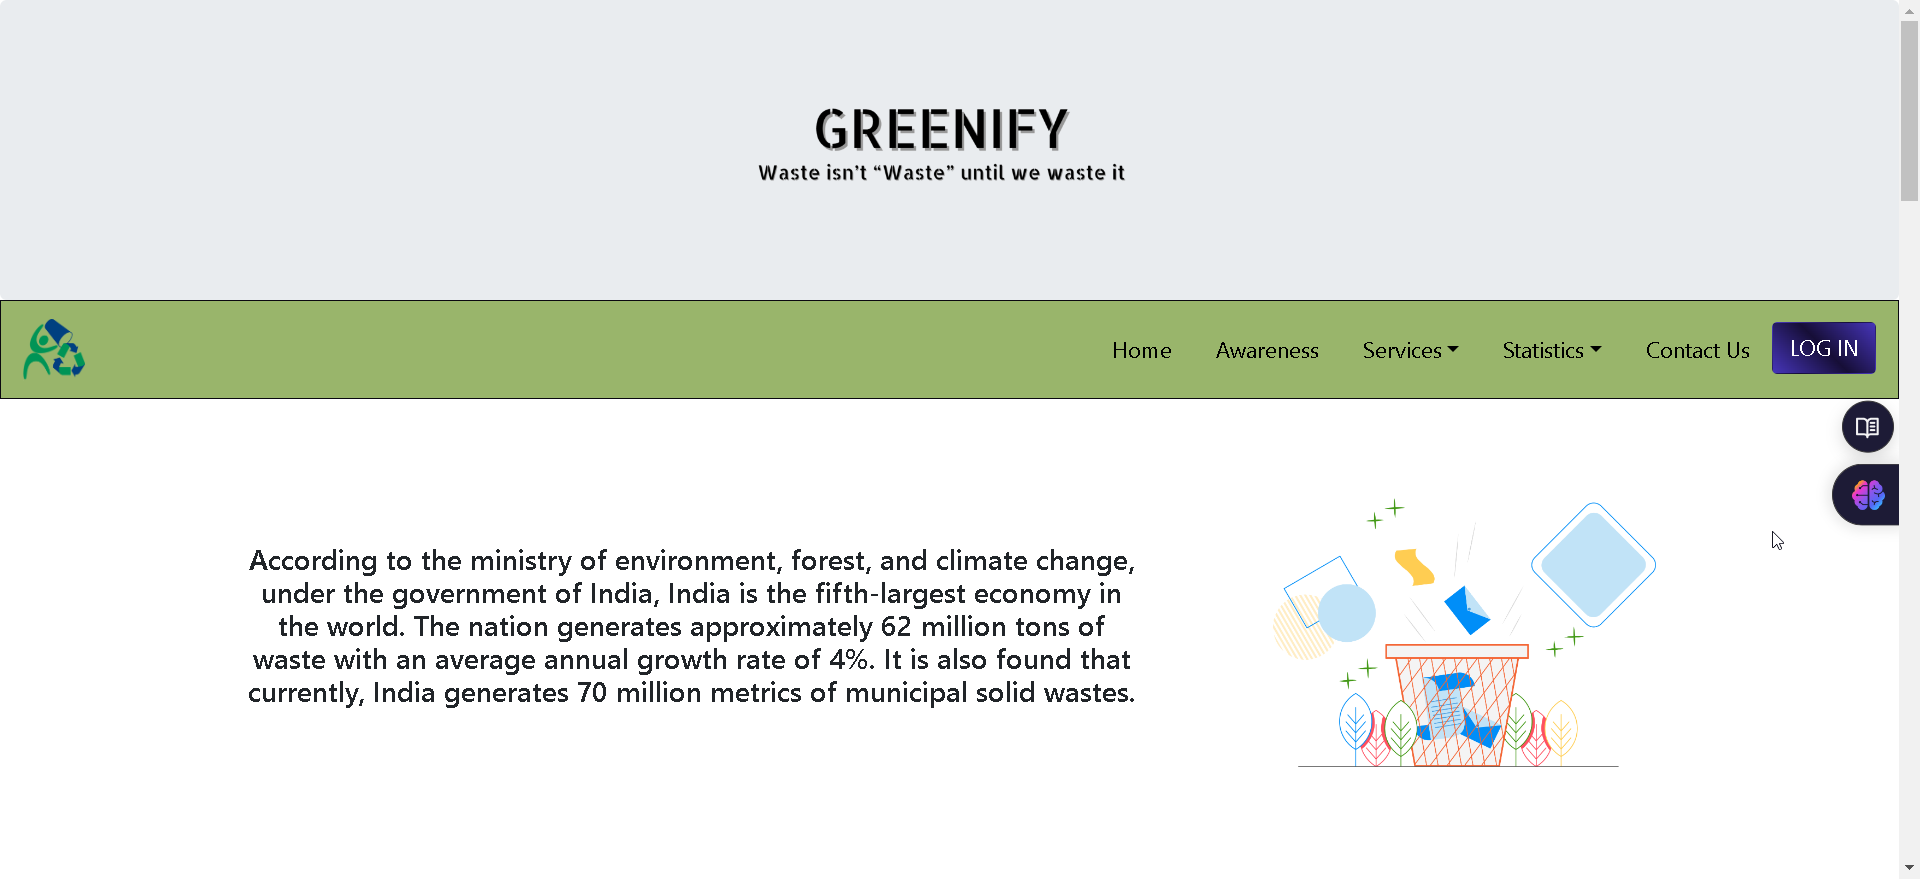 GREENIFY
Waste isn’t “Waste” until we waste it
Home Awareness Services Statistics Contact Us LOG IN
According to the ministry of environment, forest, and climate change,
under the government of India, India is the fifth-largest economy in
the world. The nation generates approximately 62 million tons of
waste with an average annual growth rate of 4%. It is also found that
currently, India generates 70 million metrics of municipal solid wastes.